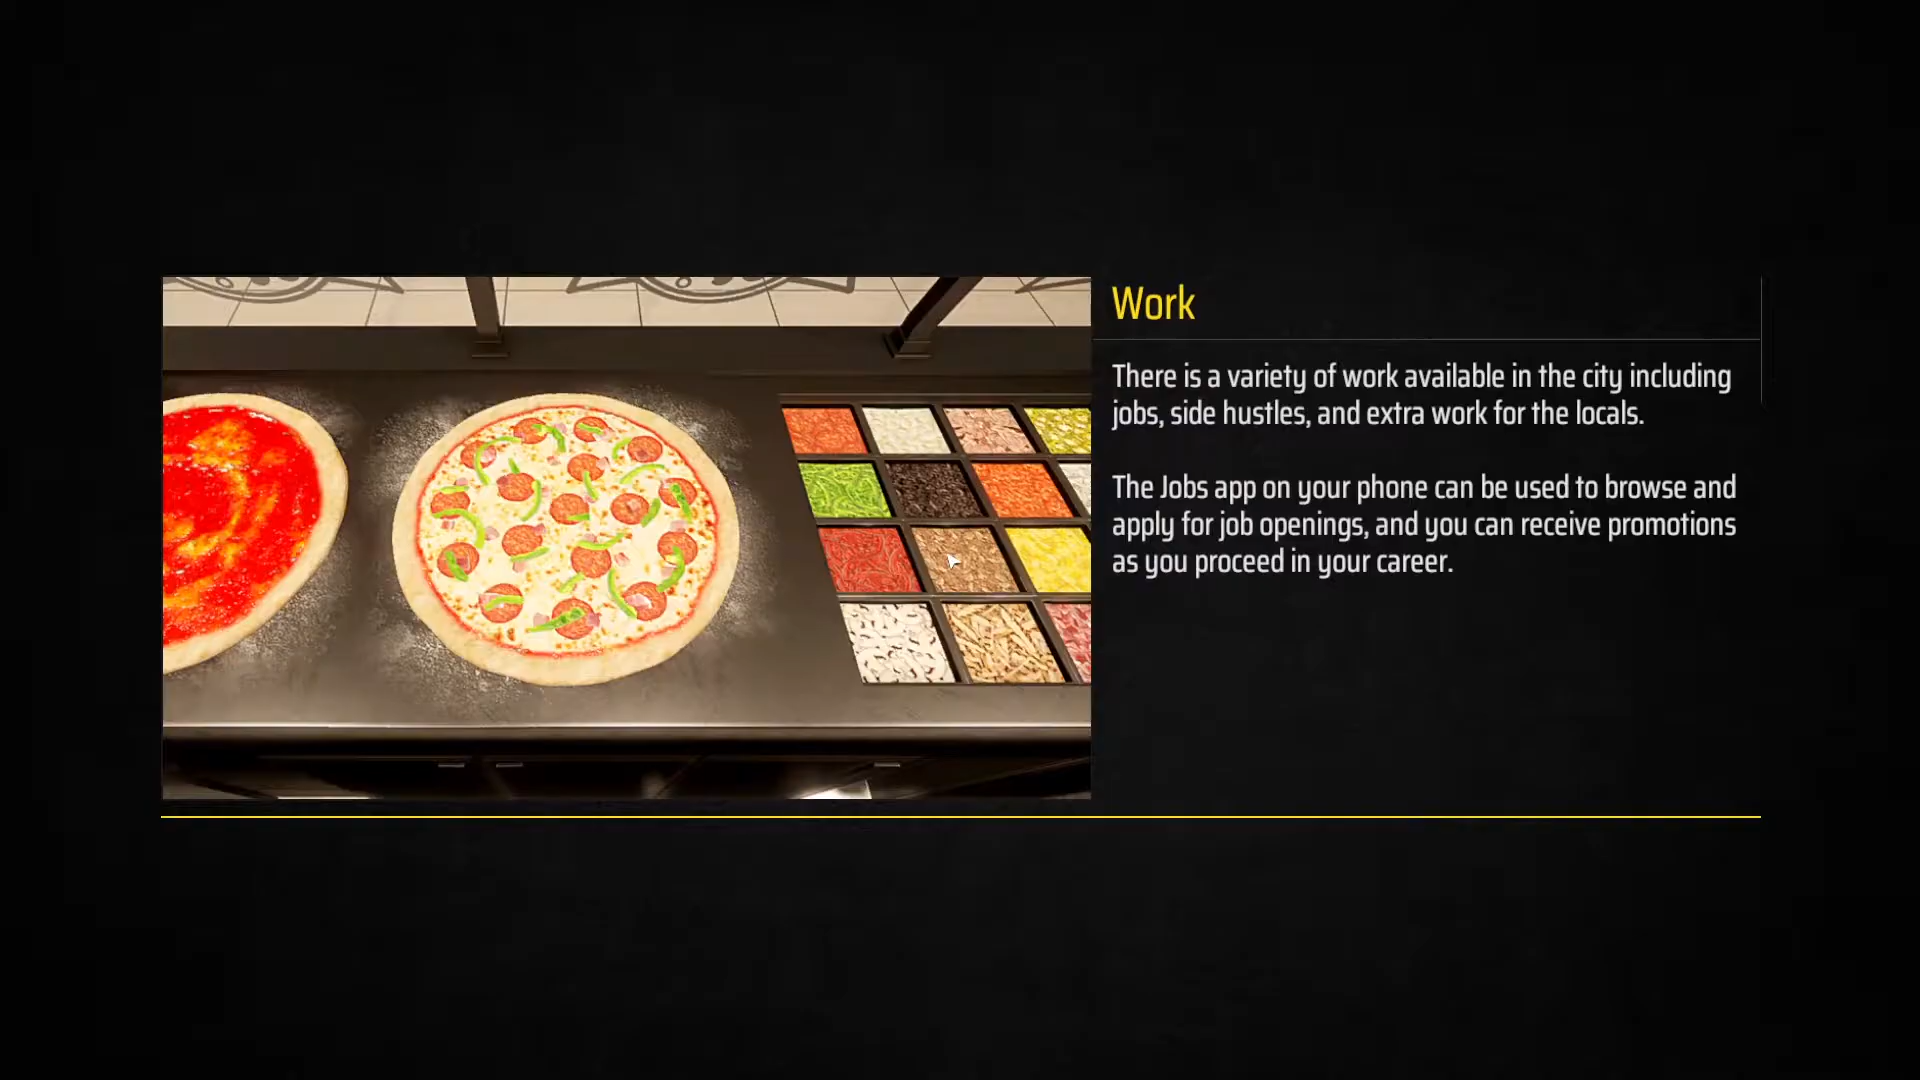 Work
There is a variety of work available in the city including
jobs, side hustles, and extra work for the locals.
The Jobs app on your phone can be used to browse and
apply for job openings, and you can receive promotions
as you proceed in your career.